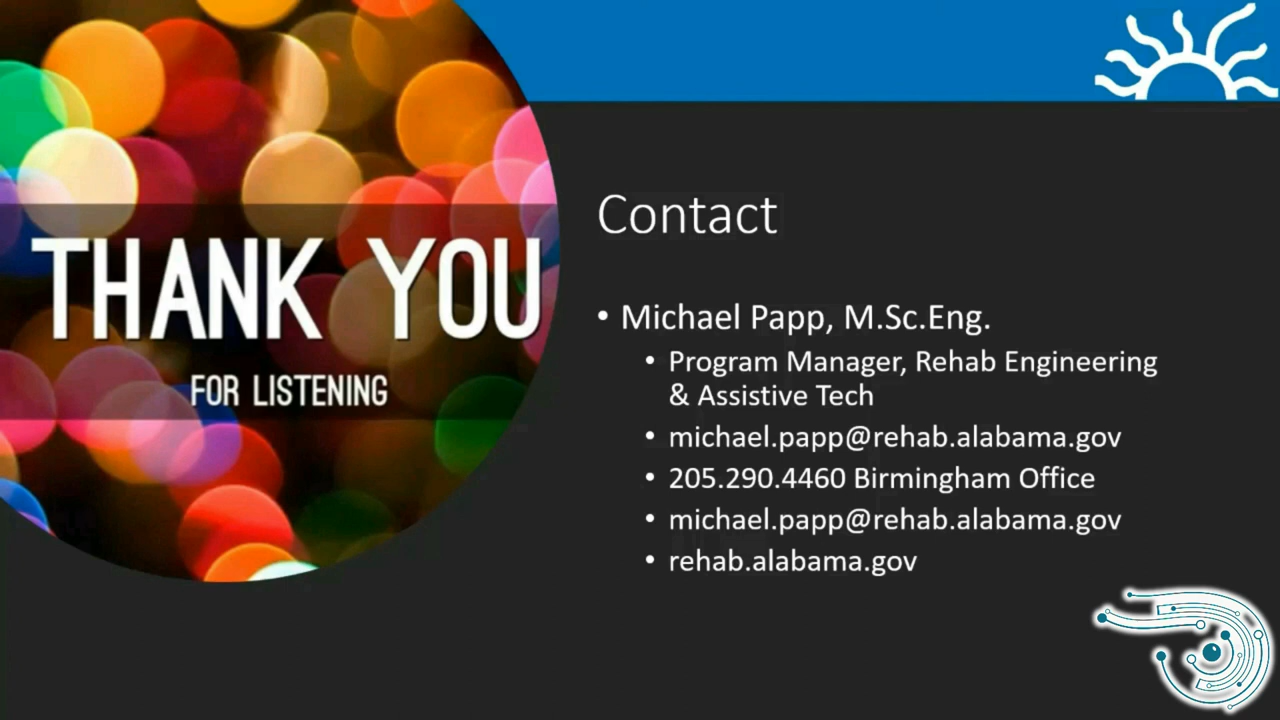 THANK YOU
FOR LISTENING
Contact
• Michael Papp, M.Sc.Eng.
• Program Manager, Rehab Engineering
& Assistive Tech
• michael.papp@rehab.alabama.gov
• 205.290.4460 Birmingham Office
• michael.papp@rehab.alabama.gov
• rehab.alabama.gov